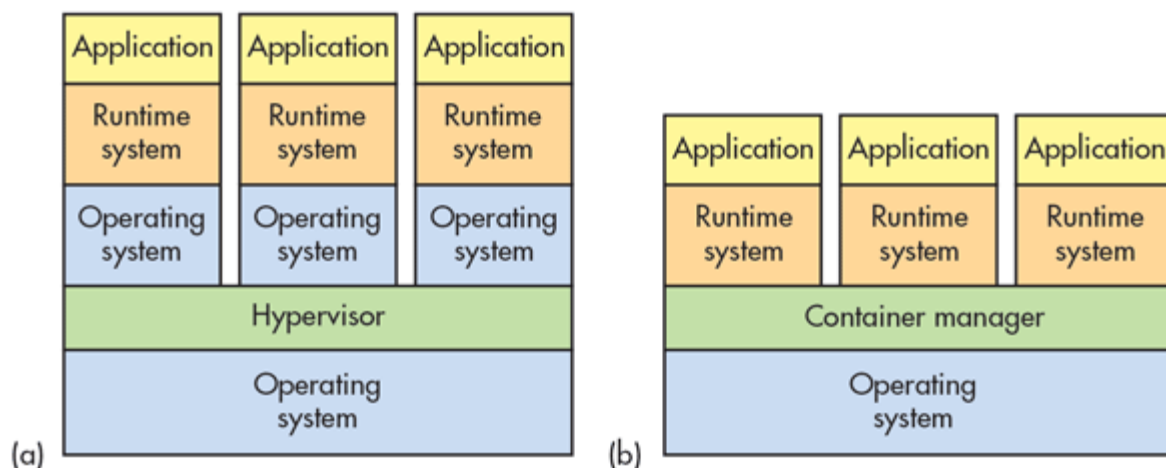 Application Application Application
Runtime system Runtime system Runtime system
Operating system Operating system Operating system
Hypervisor
Operating system
(a)
Application Application Application
Runtime system Runtime system Runtime system
Container manager
Operating system
(b)